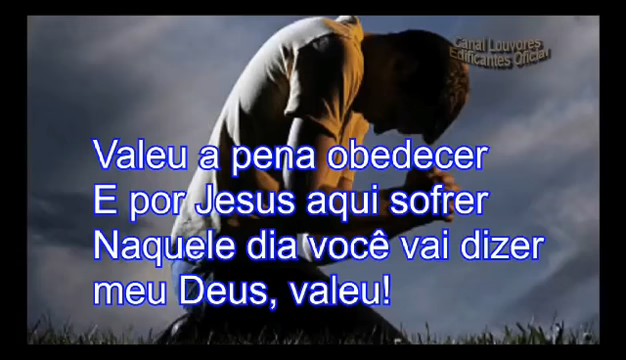 Canal Louvores
Edificantes Oficial
Valeu a pena obedecer
E por Jesus aqui sofrer
Naquele dia você vai dizer
meu Deus, valeu!